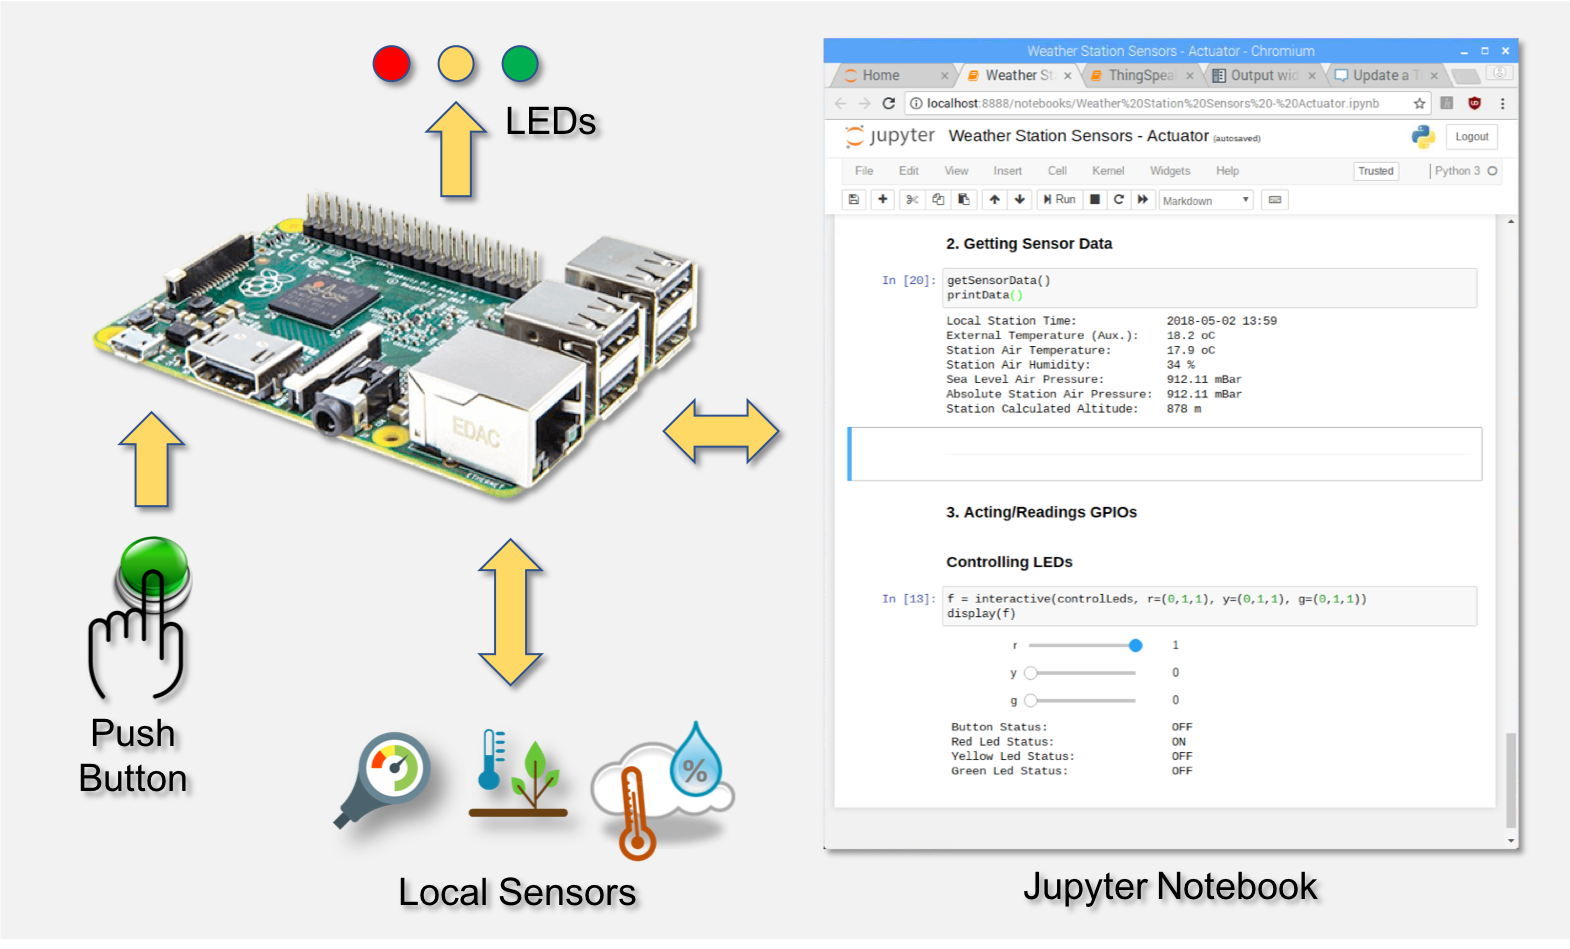 LEDs
EDAC
ETHERNET
Push
Button
%
Local Sensors
Weather Station Sensors - Actuator - Chromium
Home
Weather St
ThingSpea
Output wid
Update a T
localhost:8888/notebooks/Weather%20Station%20Sensors%20-%20Actuator.ipynb
jupyter Weather Station Sensors - Actuator (autosaved)
Logout
File Edit View Insert Cell Kernel Widgets Help
Trusted
Python 3
Run
Markdown
2. Getting Sensor Data
In [20]: getSensorData()
printData()
Local Station Time: 2018-05-02 13:59
External Temperature (Aux.): 18.2 oC
Station Air Temperature: 17.9 oC
Station Air Humidity: 34 %
Sea Level Air Pressure: 912.11 mBar
Absolute Station Air Pressure: 912.11 mBar
Station Calculated Altitude: 878 m
3. Acting/Readings GPIOs
Controlling LEDs
In [13]: f = interactive(controlLeds, r=(0,1,1), y=(0,1,1), g=(0,1,1))
display(f)
r 1
y 0
g 0
Button Status: OFF
Red Led Status: ON
Yellow Led Status: OFF
Green Led Status: OFF
Jupyter Notebook